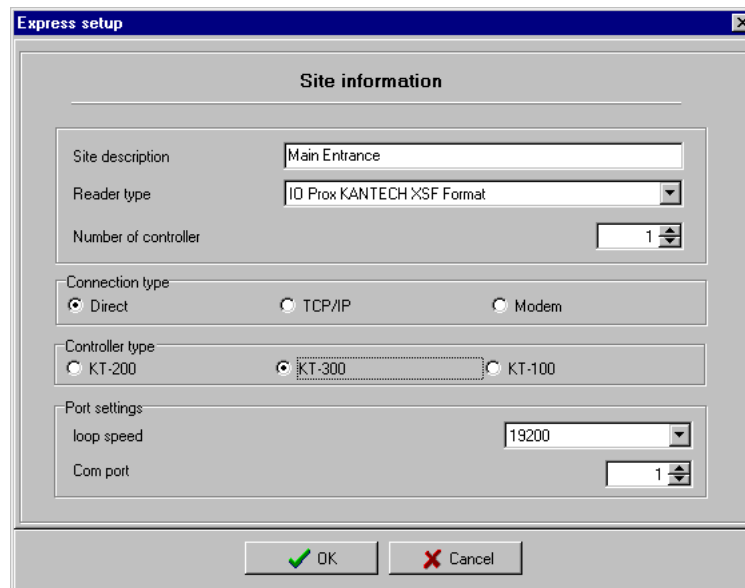 Express setup
Site information
Site description
Main Entrance
Reader type
IO Prox KANTECH XSF Format
Number of controller
1
Connection type
Direct
TCP/IP
Modem
Controller type
KT-200
KT-300
KT-100
Port settings
loop speed
19200
Com port
1
OK
Cancel